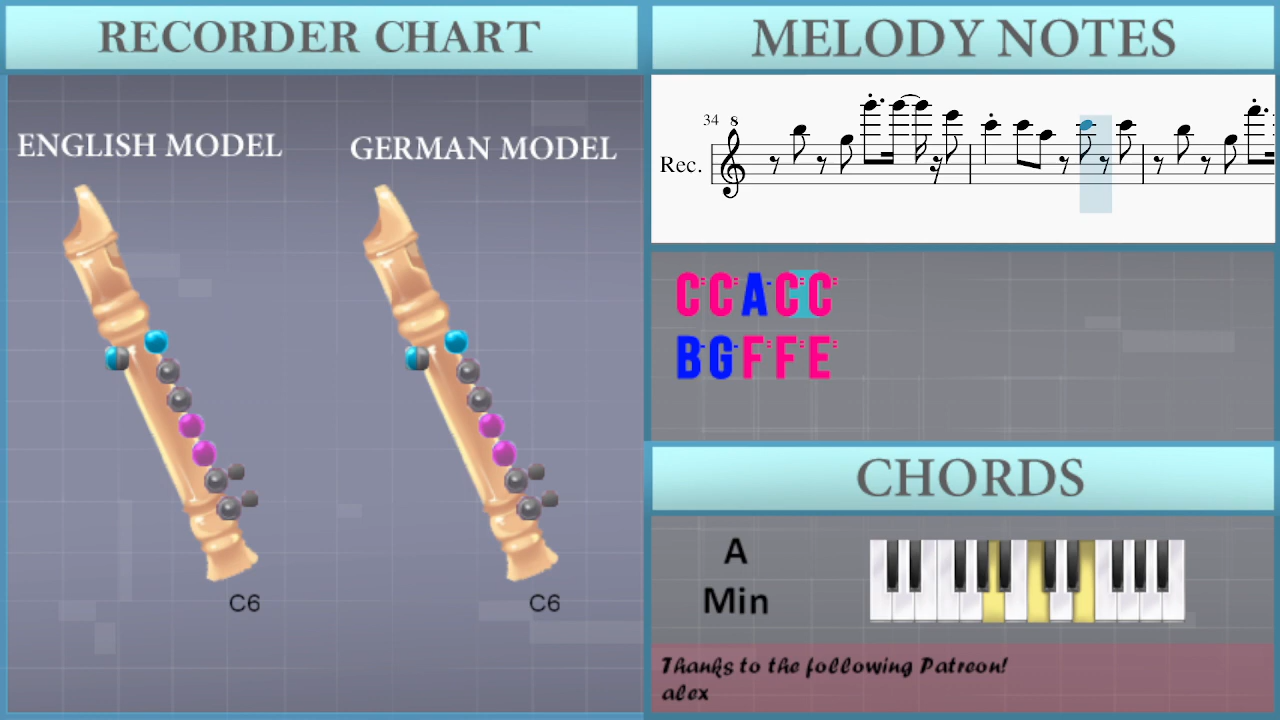 RECORDER CHART
MELODY NOTES
ENGLISH MODEL
GERMAN MODEL
34
8
Rec.
CCACC
BGFFE
C6
C6
CHORDS
A
Min
Thanks to the following Patreon!
alex